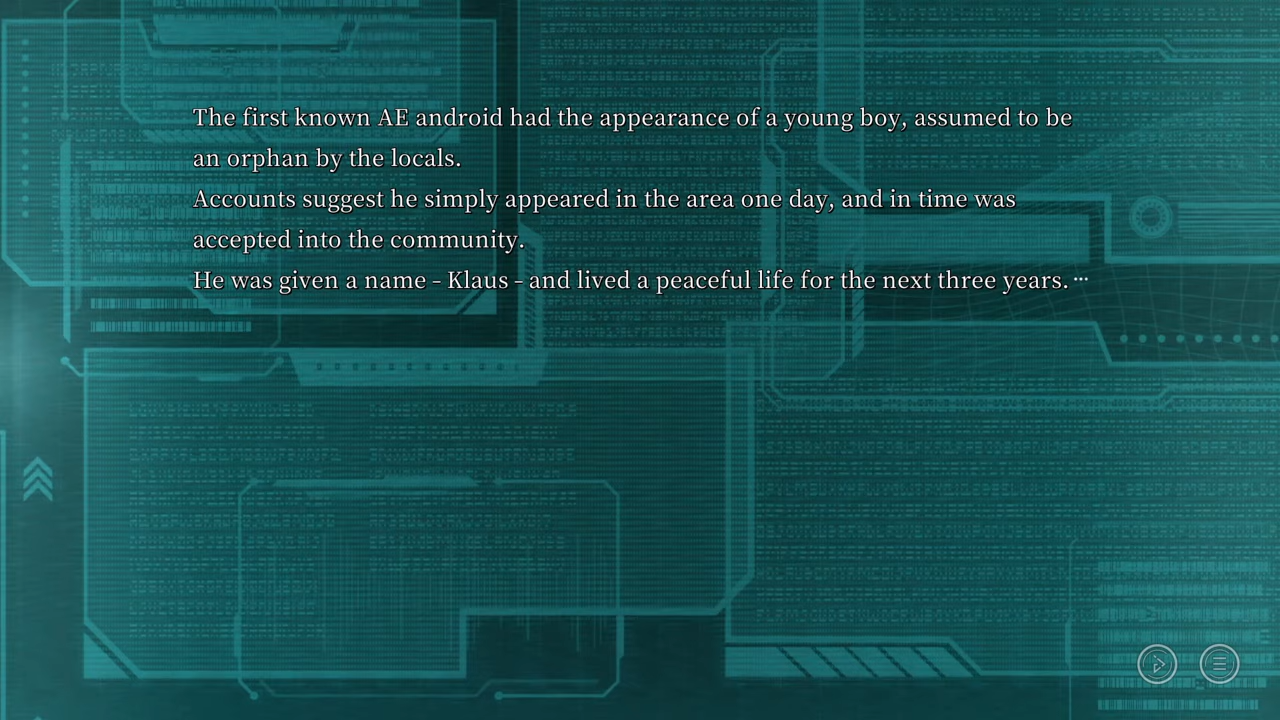 The first known AE android had the appearance of a young boy, assumed to be
an orphan by the locals.
Accounts suggest he simply appeared in the area one day, and in time was
accepted into the community.
He was given a name – Klaus – and lived a peaceful life for the next three years. …